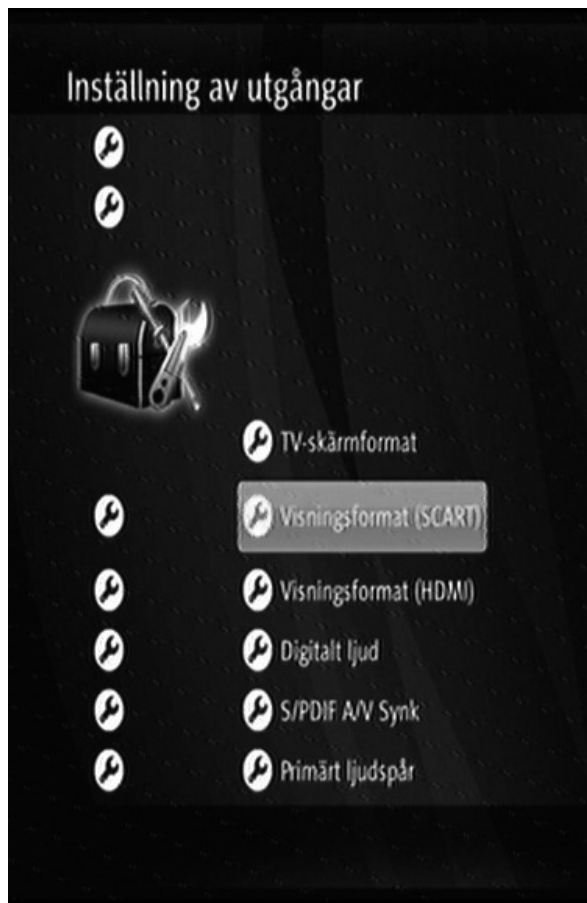 Inställning av utgångar
TV-skärmformat
Visningsformat (SCART)
Visningsformat (HDMI)
Digitalt ljud
S/PDIF A/V Synk
Primärt ljudspår